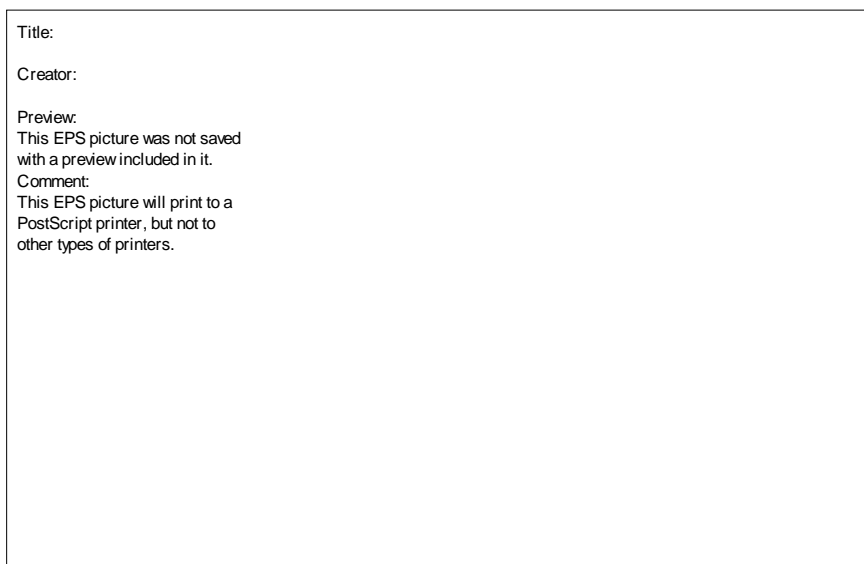 Title:
Creator:
Preview:
This EPS picture was not saved
with a preview included in it.
Comment:
This EPS picture will print to a
PostScript printer, but not to
other types of printers.